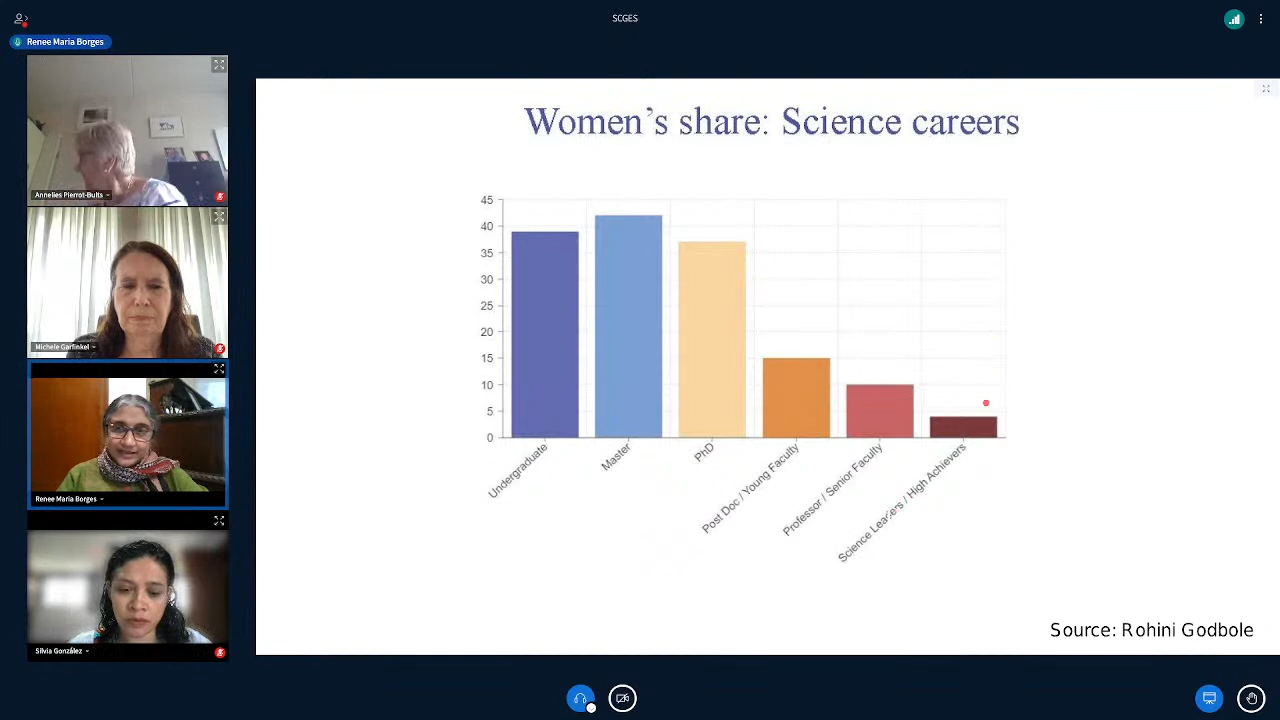 SCGES
Renee Maria Borges
Annelies Pierrot-Bults
Michele Garfinkel
Renee Maria Borges
Silvia González
Women's share: Science careers
45
40
35
30
25
20
15
10
5
0
Undergraduate
Master
PhD
Post Doc / Young Faculty
Professor / Senior Faculty
Science Leaders / High Achievers
Source: Rohini Godbole